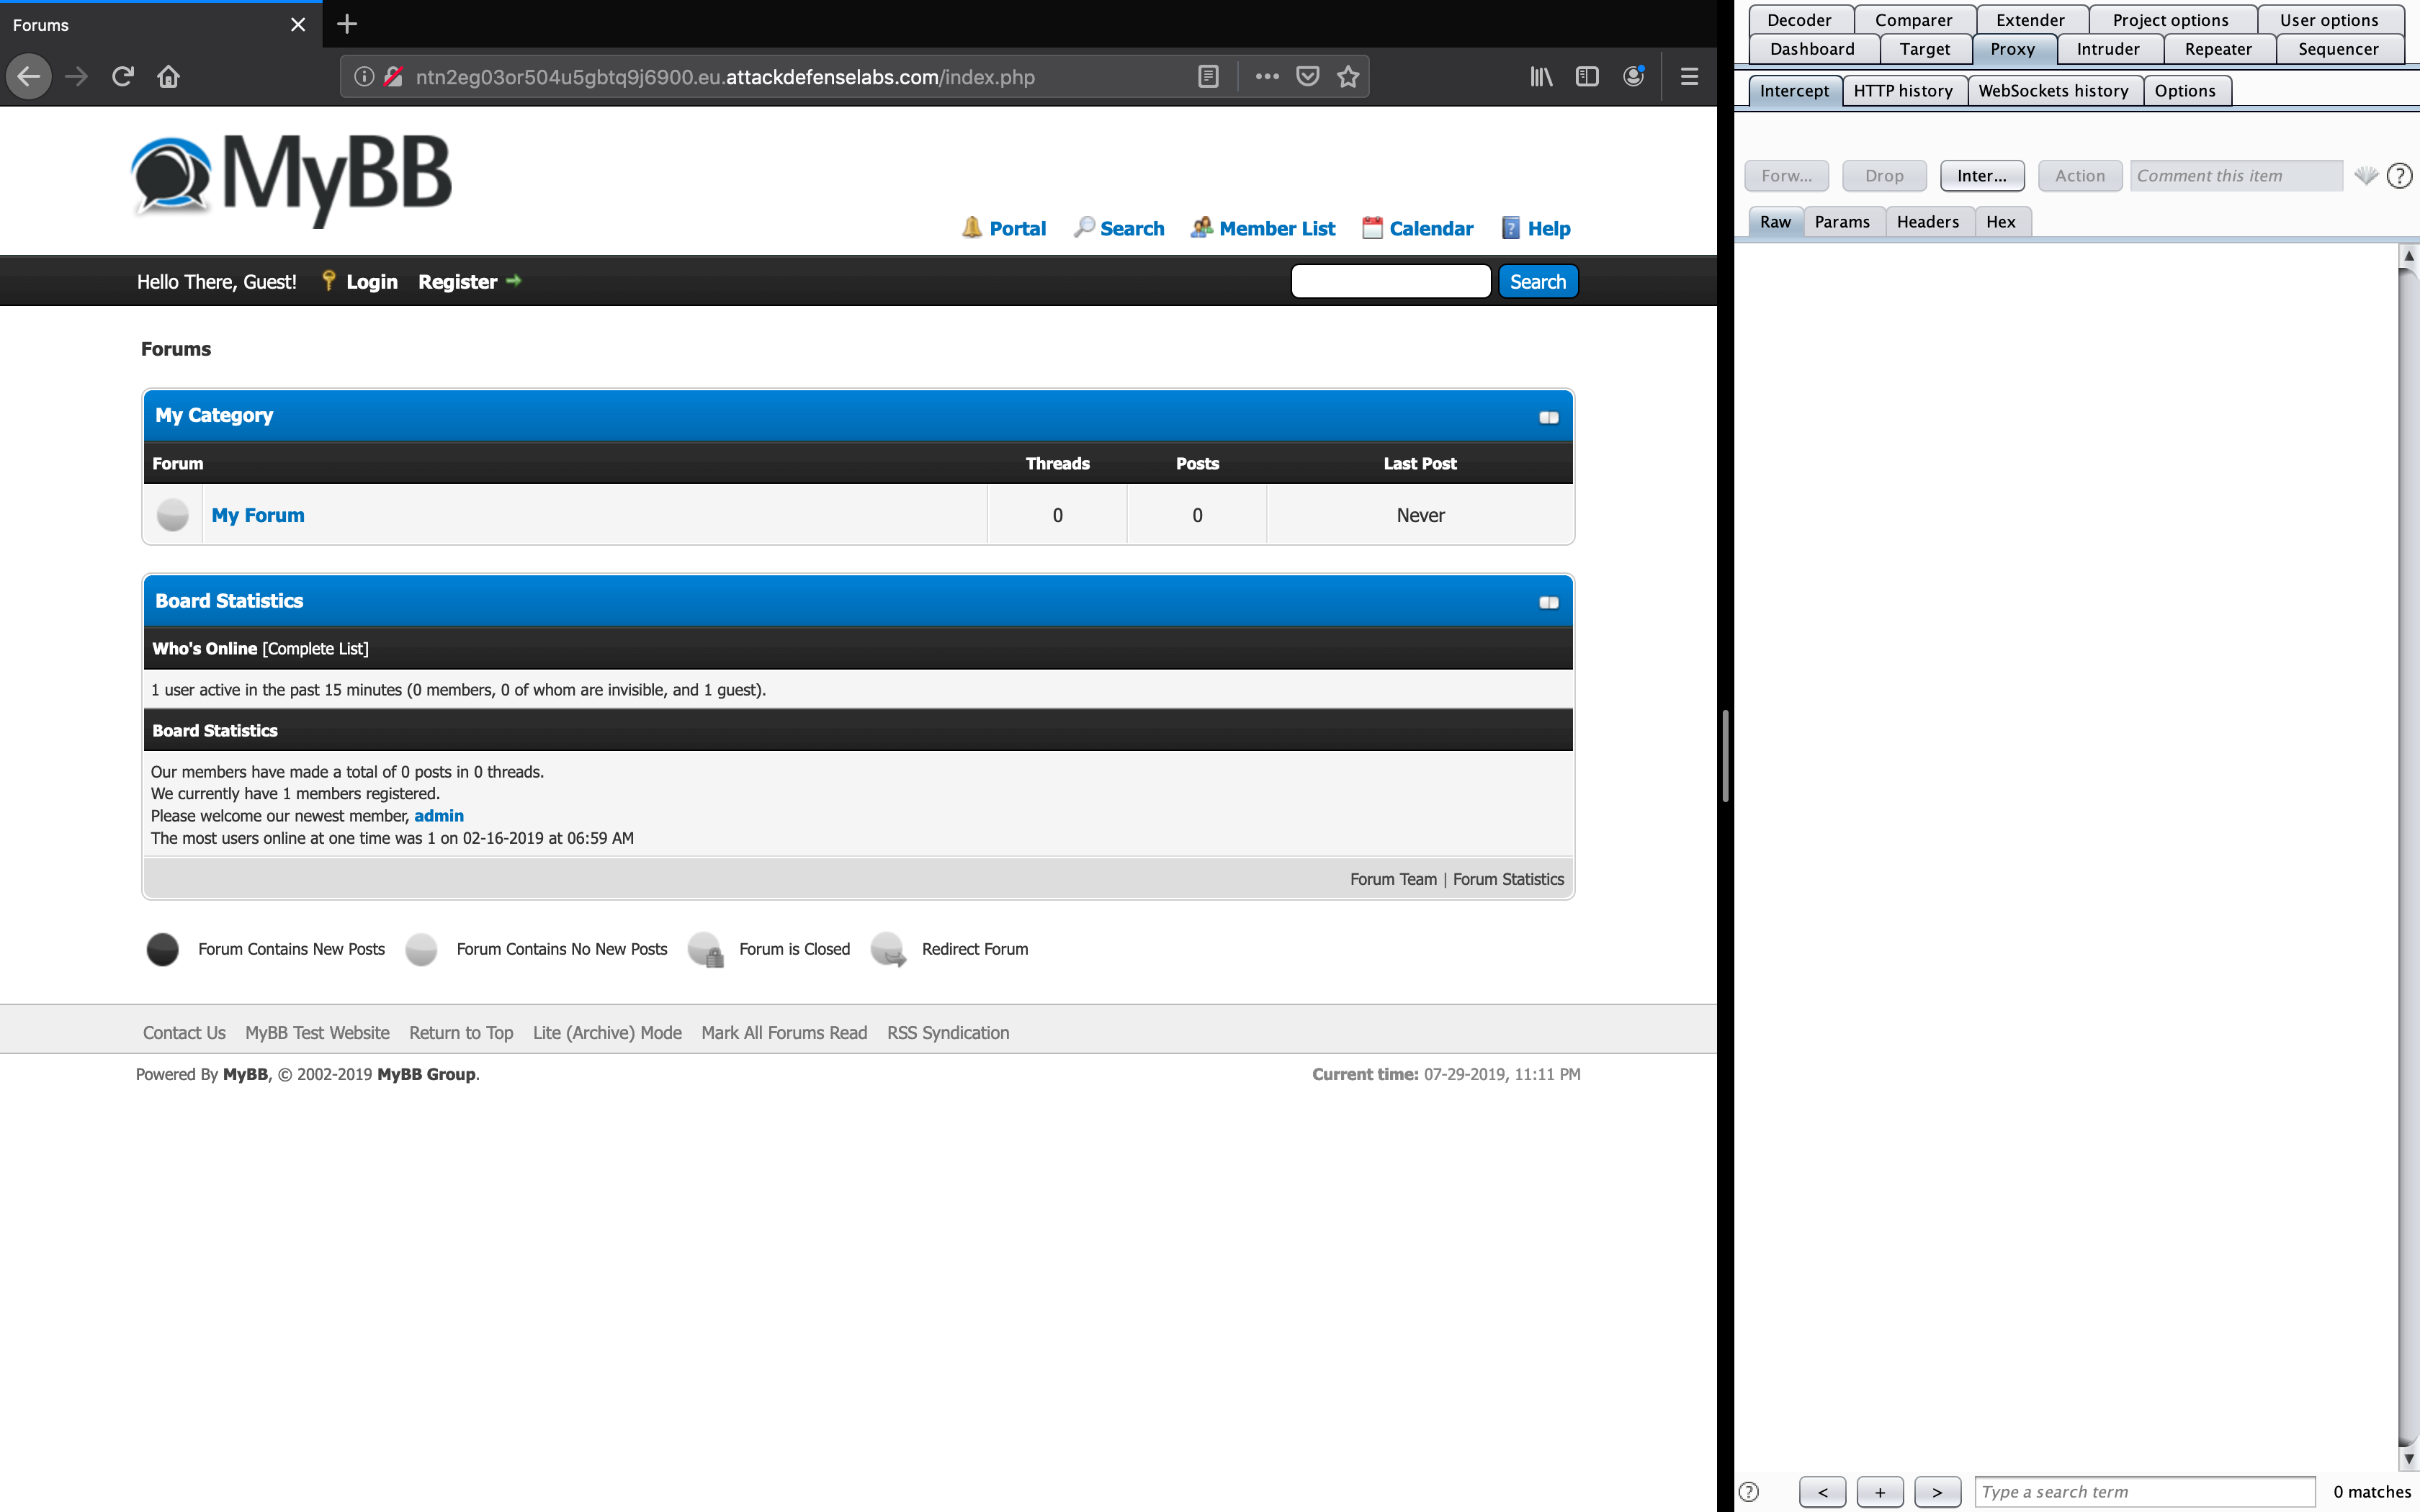 Forums
ntn2eg03or504u5gbtq9j6900.eu.attackdefenselabs.com/index.php
MyBB
Portal Search Member List Calendar Help
Hello There, Guest! Login Register Search
Forums
My Category
Forum Threads Posts Last Post
My Forum 0 0 Never
Board Statistics
Who's Online [Complete List]
1 user active in the past 15 minutes (0 members, 0 of whom are invisible, and 1 guest).
Board Statistics
Our members have made a total of 0 posts in 0 threads.
We currently have 1 members registered.
Please welcome our newest member, admin
The most users online at one time was 1 on 02-16-2019 at 06:59 AM
Forum Team | Forum Statistics
Forum Contains New Posts Forum Contains No New Posts Forum is Closed Redirect Forum
Contact Us MyBB Test Website Return to Top Lite (Archive) Mode Mark All Forums Read RSS Syndication
Powered By MyBB, © 2002-2019 MyBB Group. Current time: 07-29-2019, 11:11 PM
Decoder Comparer Extender Project options User options
Dashboard Target Proxy Intruder Repeater Sequencer
Intercept HTTP history WebSockets history Options
Forw... Drop Inter... Action Comment this item ?
Raw Params Headers Hex
? < + > Type a search term 0 matches